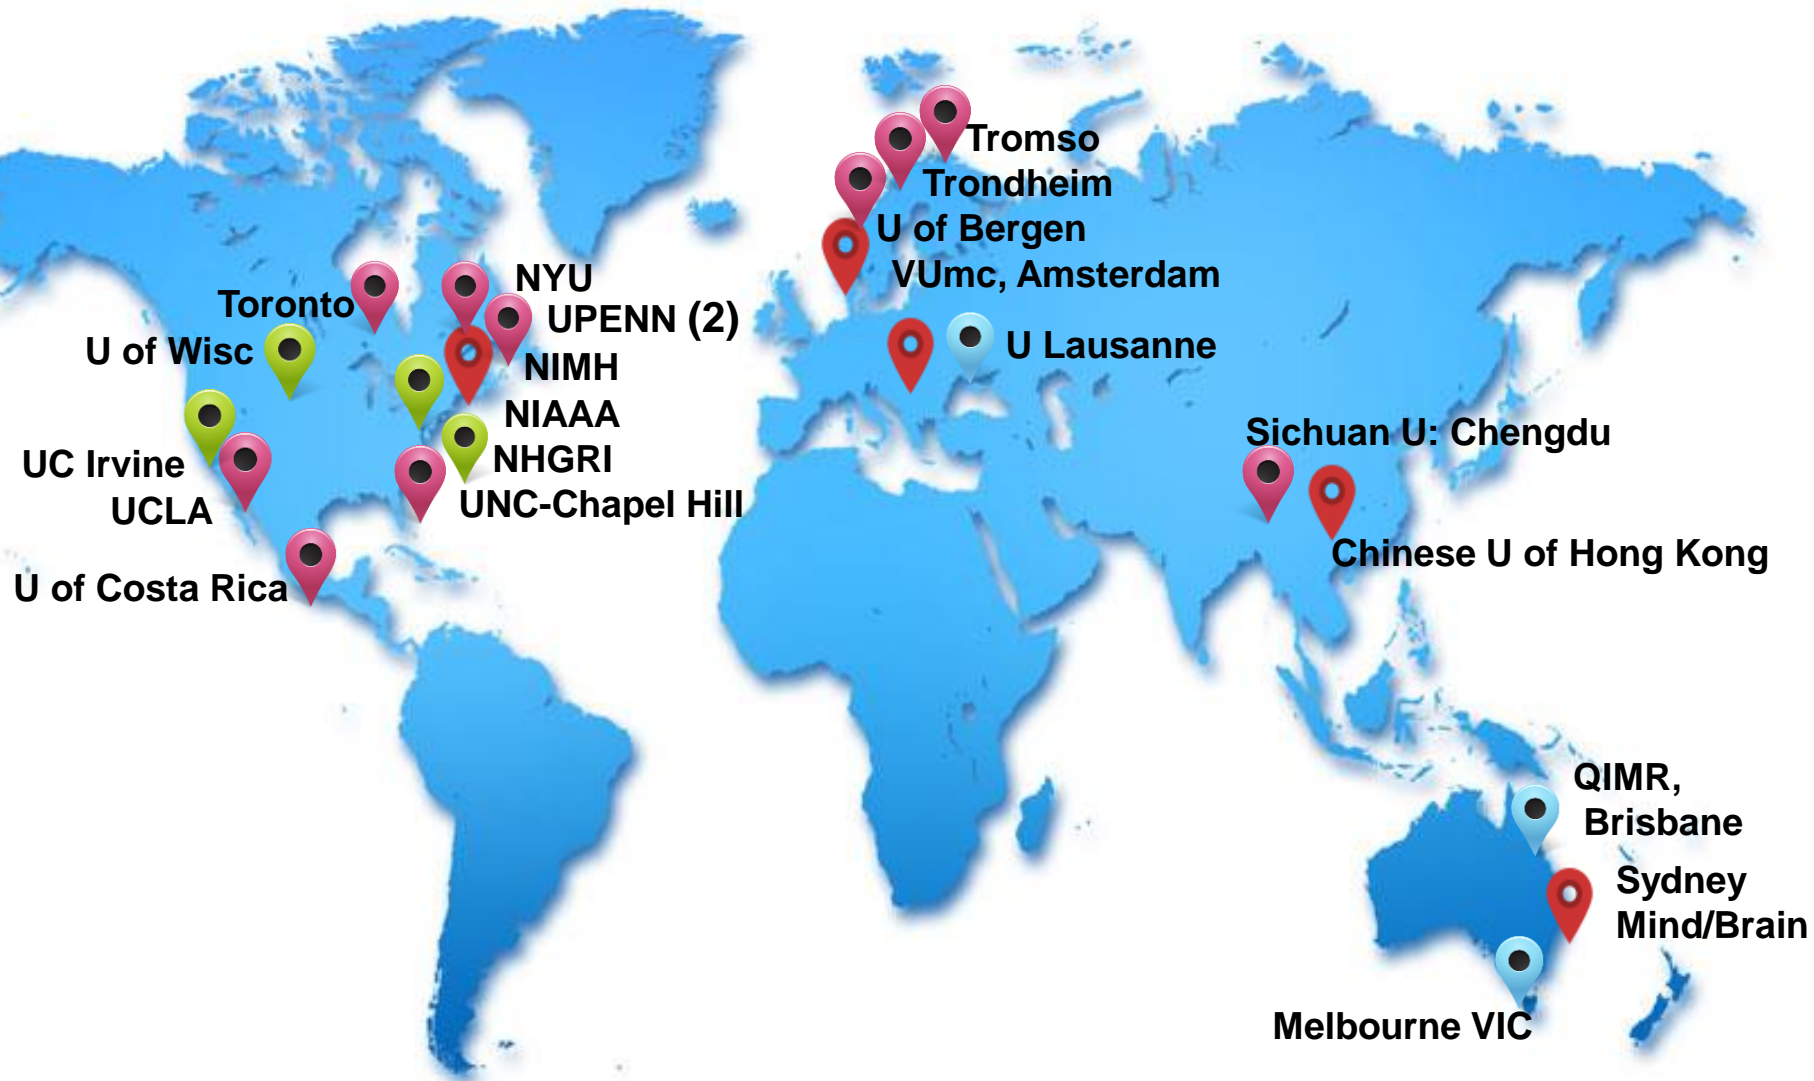 Tromso
Trondheim
U of Bergen
VUmc, Amsterdam
NYU
Toronto
UPENN (2)
U of Wisc
U Lausanne
NIMH
NIAAA
Sichuan U: Chengdu
UC Irvine
NHGRI
UCLA
UNC-Chapel Hill
Chinese U of Hong Kong
U of Costa Rica
QIMR,
Brisbane
Sydney
Mind/Brain
Melbourne VIC